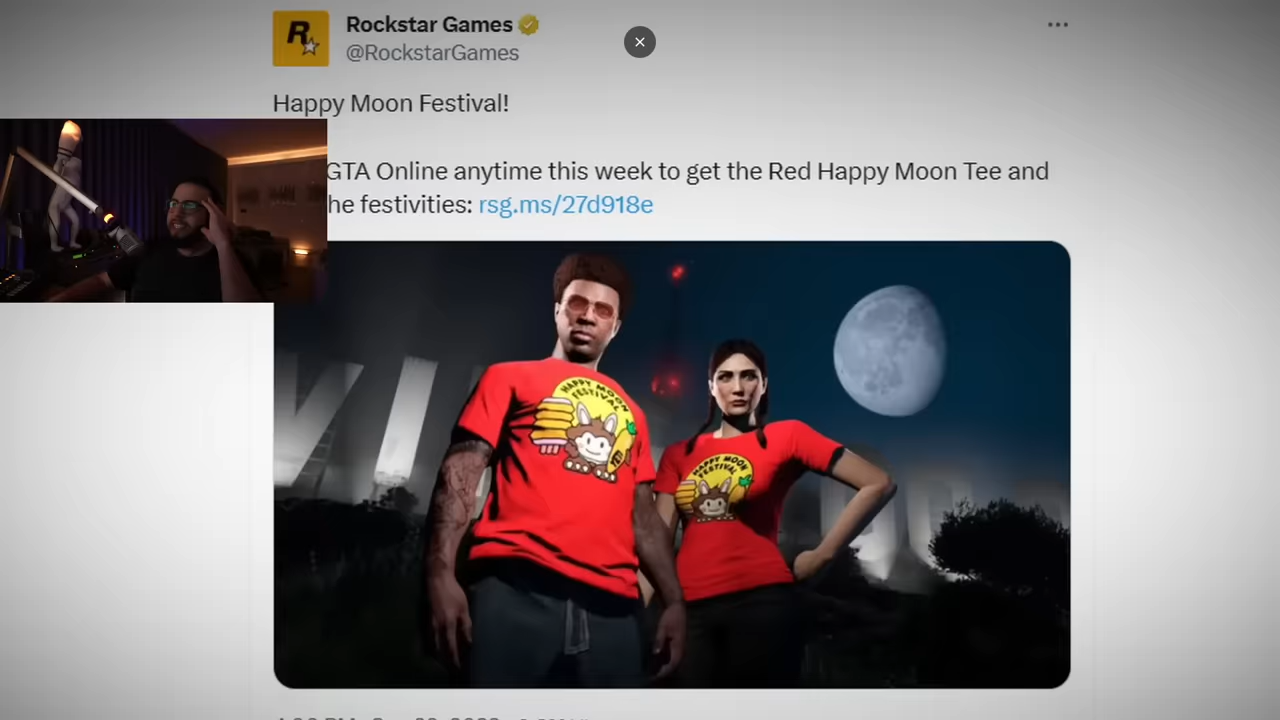 Rockstar Games
@RockstarGames
Happy Moon Festival!
GTA Online anytime this week to get the Red Happy Moon Tee and
he festivities: rsg.ms/27d918e
HAPPY MOON
FESTIVAL
HAPPY MOON
FESTIVAL
VI